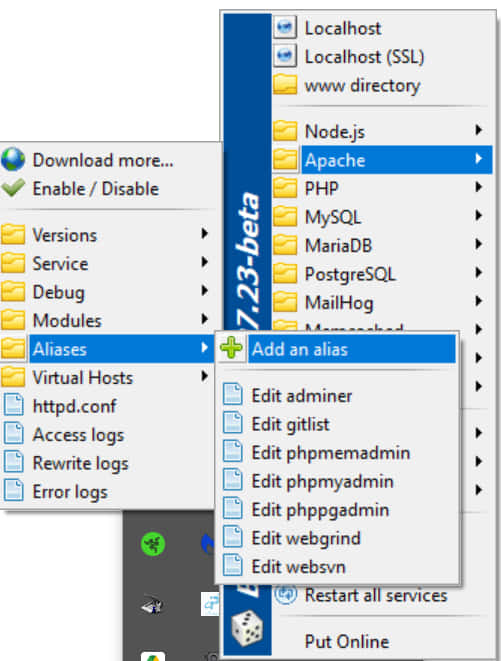 Localhost
Localhost (SSL)
www directory
Node.js
Apache
PHP
MySQL
MariaDB
PostgreSQL
MailHog
7.23-beta
Download more...
Enable / Disable
Versions
Service
Debug
Modules
Aliases
Virtual Hosts
httpd.conf
Access logs
Rewrite logs
Error logs
Add an alias
Edit adminer
Edit gitlist
Edit phpmemadmin
Edit phpmyadmin
Edit phppgadmin
Edit webgrind
Edit websvn
Restart all services
Put Online